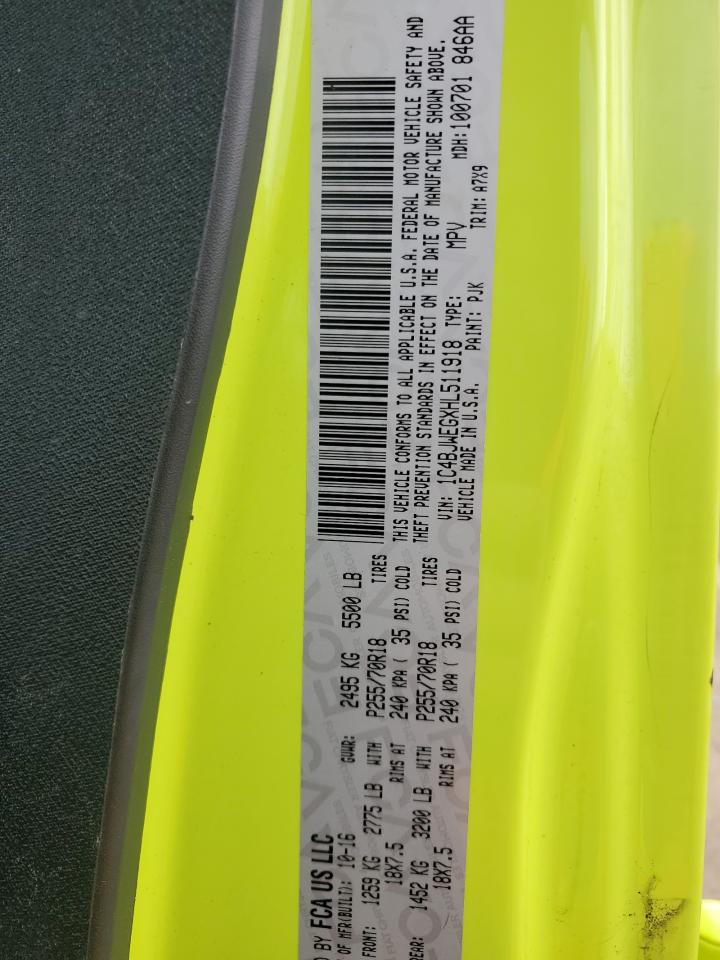 D BY FCA US LLC
OF MFR(BUILT): 10-16 GVWR: 2495 KG 5500 LB
FRONT: 1259 KG 2775 LB WITH P255/70R18 TIRES
18X7.5 RIMS AT 240 KPA ( 35 PSI) COLD
REAR: 1452 KG 3200 LB WITH P255/70R18 TIRES
18X7.5 RIMS AT 240 KPA ( 35 PSI) COLD
THIS VEHICLE CONFORMS TO ALL APPLICABLE U.S.A. FEDERAL MOTOR VEHICLE SAFETY AND
THEFT PREVENTION STANDARDS IN EFFECT ON THE DATE OF MANUFACTURE SHOWN ABOVE.
VIN: 1C4BJWEGXHL511918 TYPE: MPV MDH:100701 846AA
VEHICLE MADE IN U.S.A. PAINT: PJK TRIM: A7X9